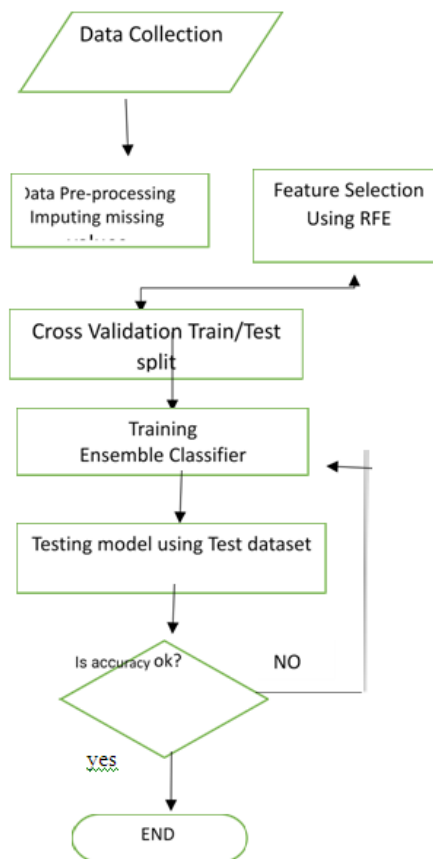 Data Collection
Data Pre-processing
Imputing missing
values
Feature Selection
Using RFE
Cross Validation Train/Test
split
Training
Ensemble Classifier
Testing model using Test dataset
Is accuracy ok?
NO
yes
END